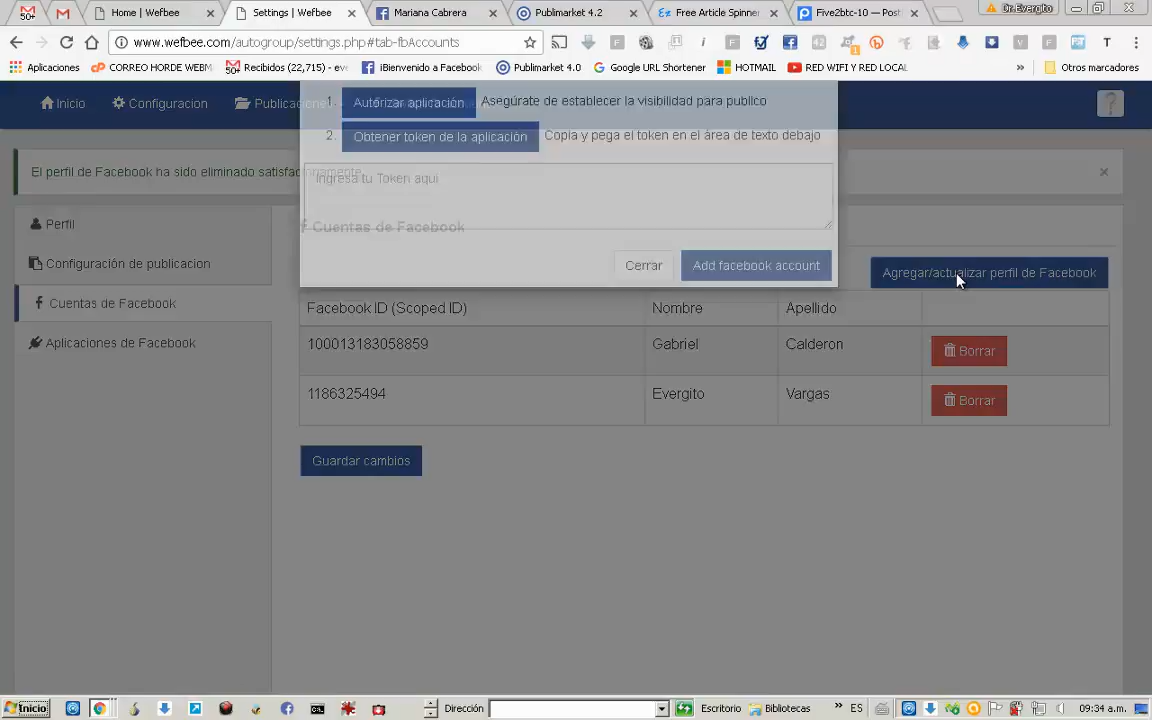 Home | Wefbee
Settings | Wefbee
Mariana Cabrera
Publimarket 4.2
Free Article Spinner
Five2btc-10 — Post
Dr.Evergito
www.wefbee.com/autogroup/settings.php#tab-fbAccounts
Aplicaciones
CORREO HORDE WEBM
Recibidos (22,715) - eve
¡Bienvenido a Facebook
Publimarket 4.0
Google URL Shortener
HOTMAIL
RED WIFI Y RED LOCAL
»
Otros marcadores
Inicio
Configuración
Publicacione
?
1. Autorizar aplicación Asegúrate de establecer la visibilidad para publico
2. Obtener token de la aplicación Copia y pega el token en el área de texto debajo
El perfil de Facebook ha sido eliminado satisfactoriamente
×
Ingresa tu Token aqui
Perfil
Cuentas de Facebook
Configuración de publicacion
Cerrar
Add facebook account
Agregar/actualizar perfil de Facebook
Cuentas de Facebook
Facebook ID (Scoped ID) Nombre Apellido
Aplicaciones de Facebook
100013183058859 Gabriel Calderon Borrar
1186325494 Evergito Vargas Borrar
Guardar cambios
Inicio
Dirección
Escritorio
Bibliotecas
»
ES
09:34 a.m.